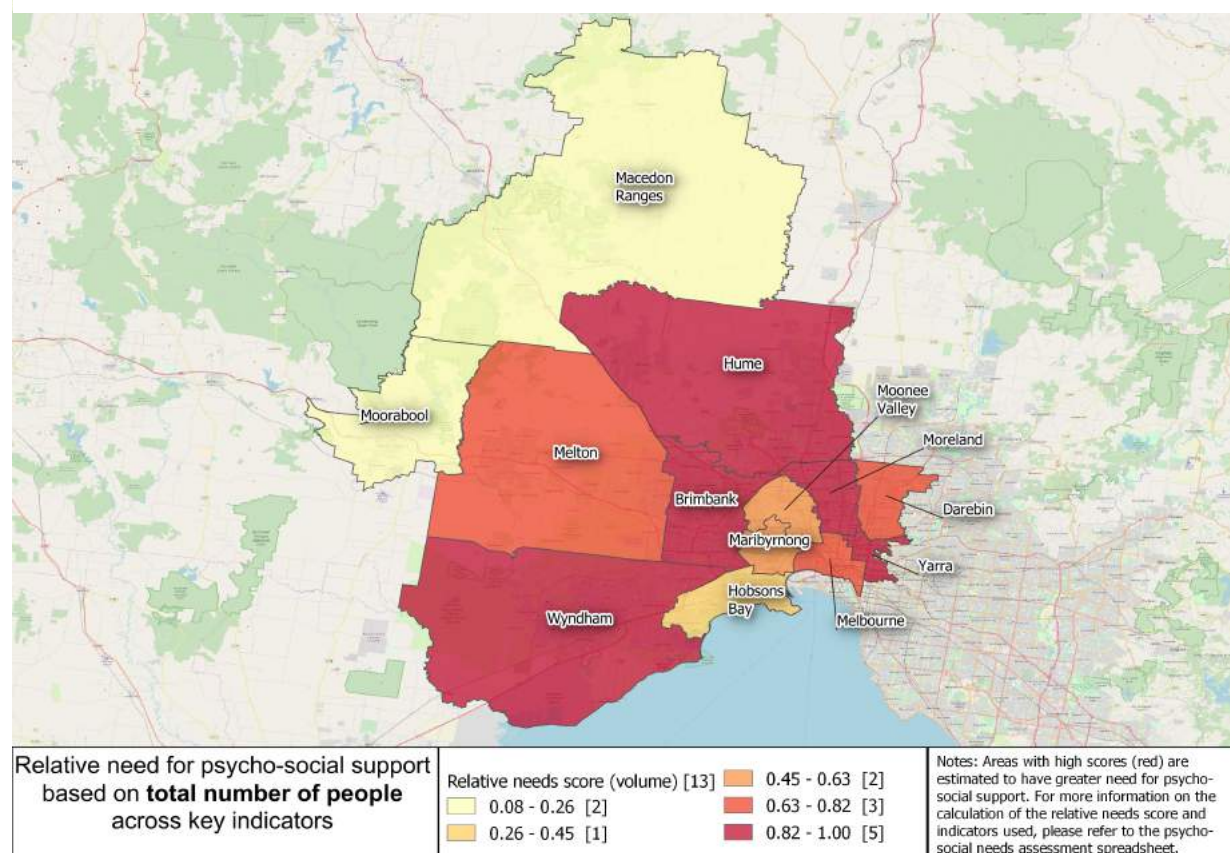 Macedon
Ranges
Hume
Moonee
Valley
Moorabool
Moreland
Melton
Brimbank
Darebin
Maribyrnong
Yarra
Hobsons
Bay
Wyndham
Melbourne
Relative need for psycho-social support
based on total number of people
across key indicators
Relative needs score (volume) [13]
0.08 - 0.26 [2]
0.26 - 0.45 [1]
0.45 - 0.63 [2]
0.63 - 0.82 [3]
0.82 - 1.00 [5]
Notes: Areas with high scores (red) are
estimated to have greater need for psycho-
social support. For more information on the
calculation of the relative needs score and
indicators used, please refer to the psycho-
social needs assessment spreadsheet.